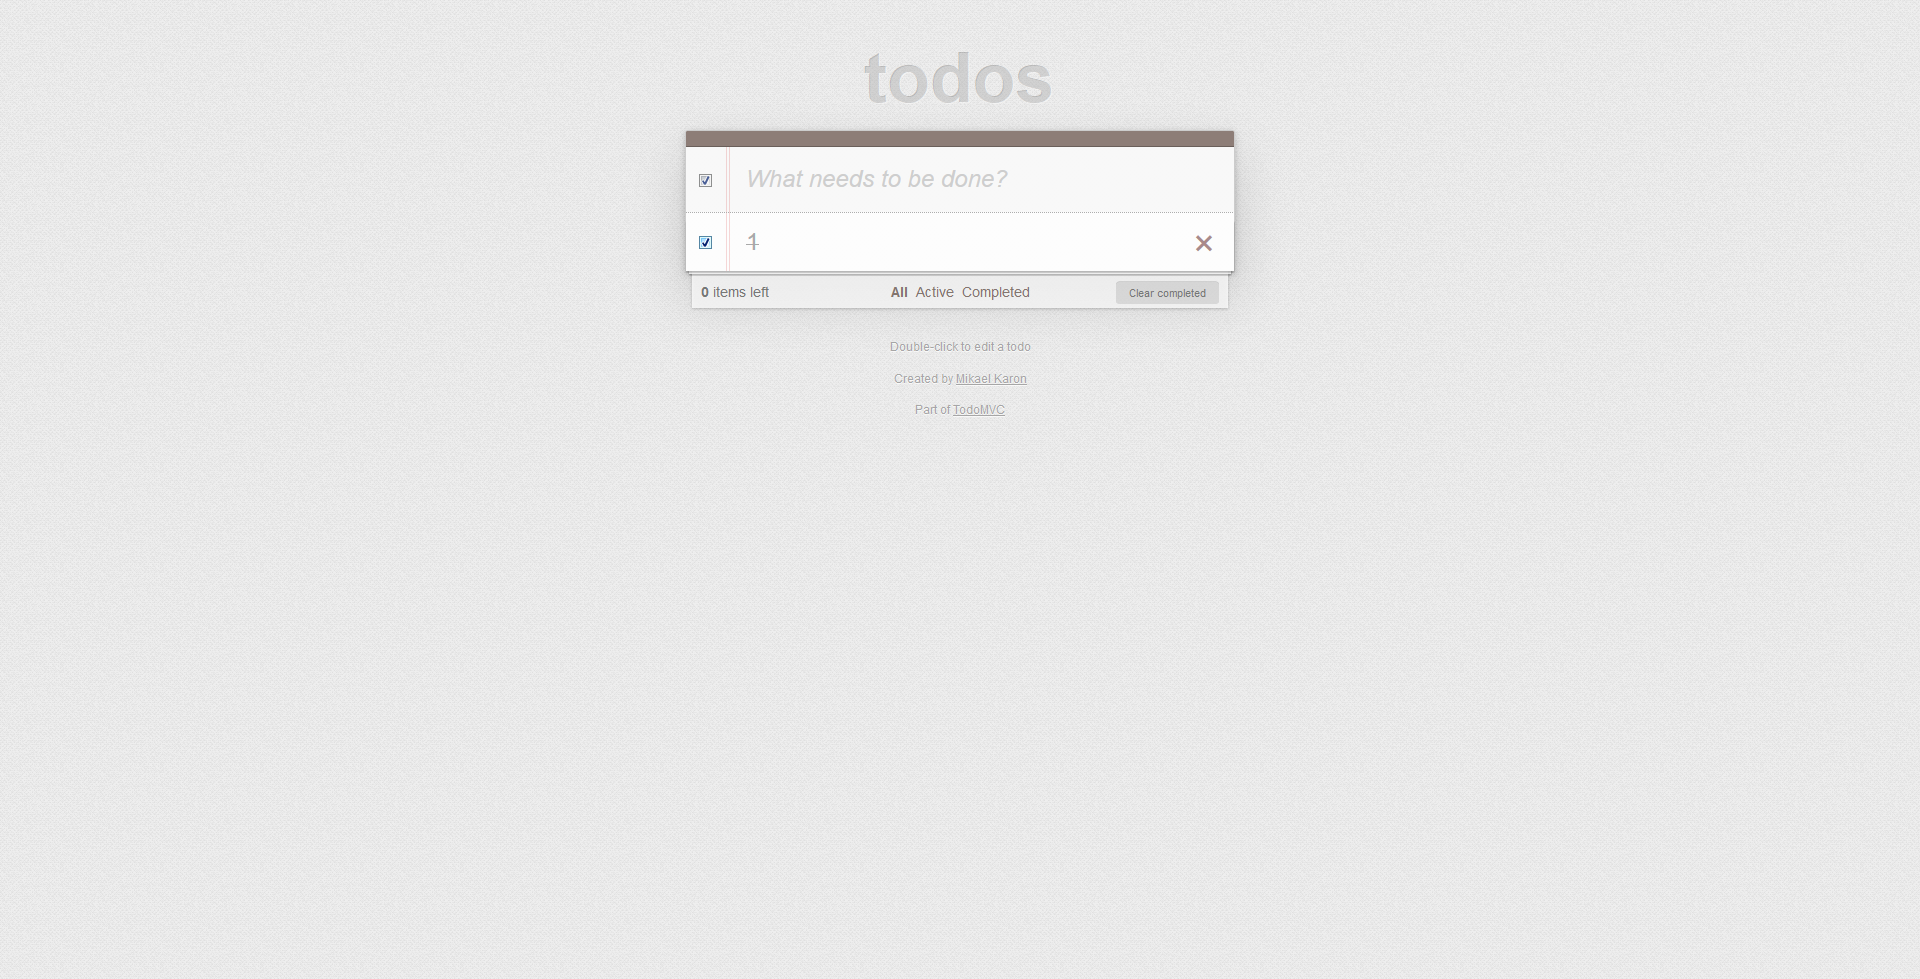 todos
What needs to be done?
1
0 items left All Active Completed Clear completed
Double-click to edit a todo
Created by Mikael Karon
Part of TodoMVC